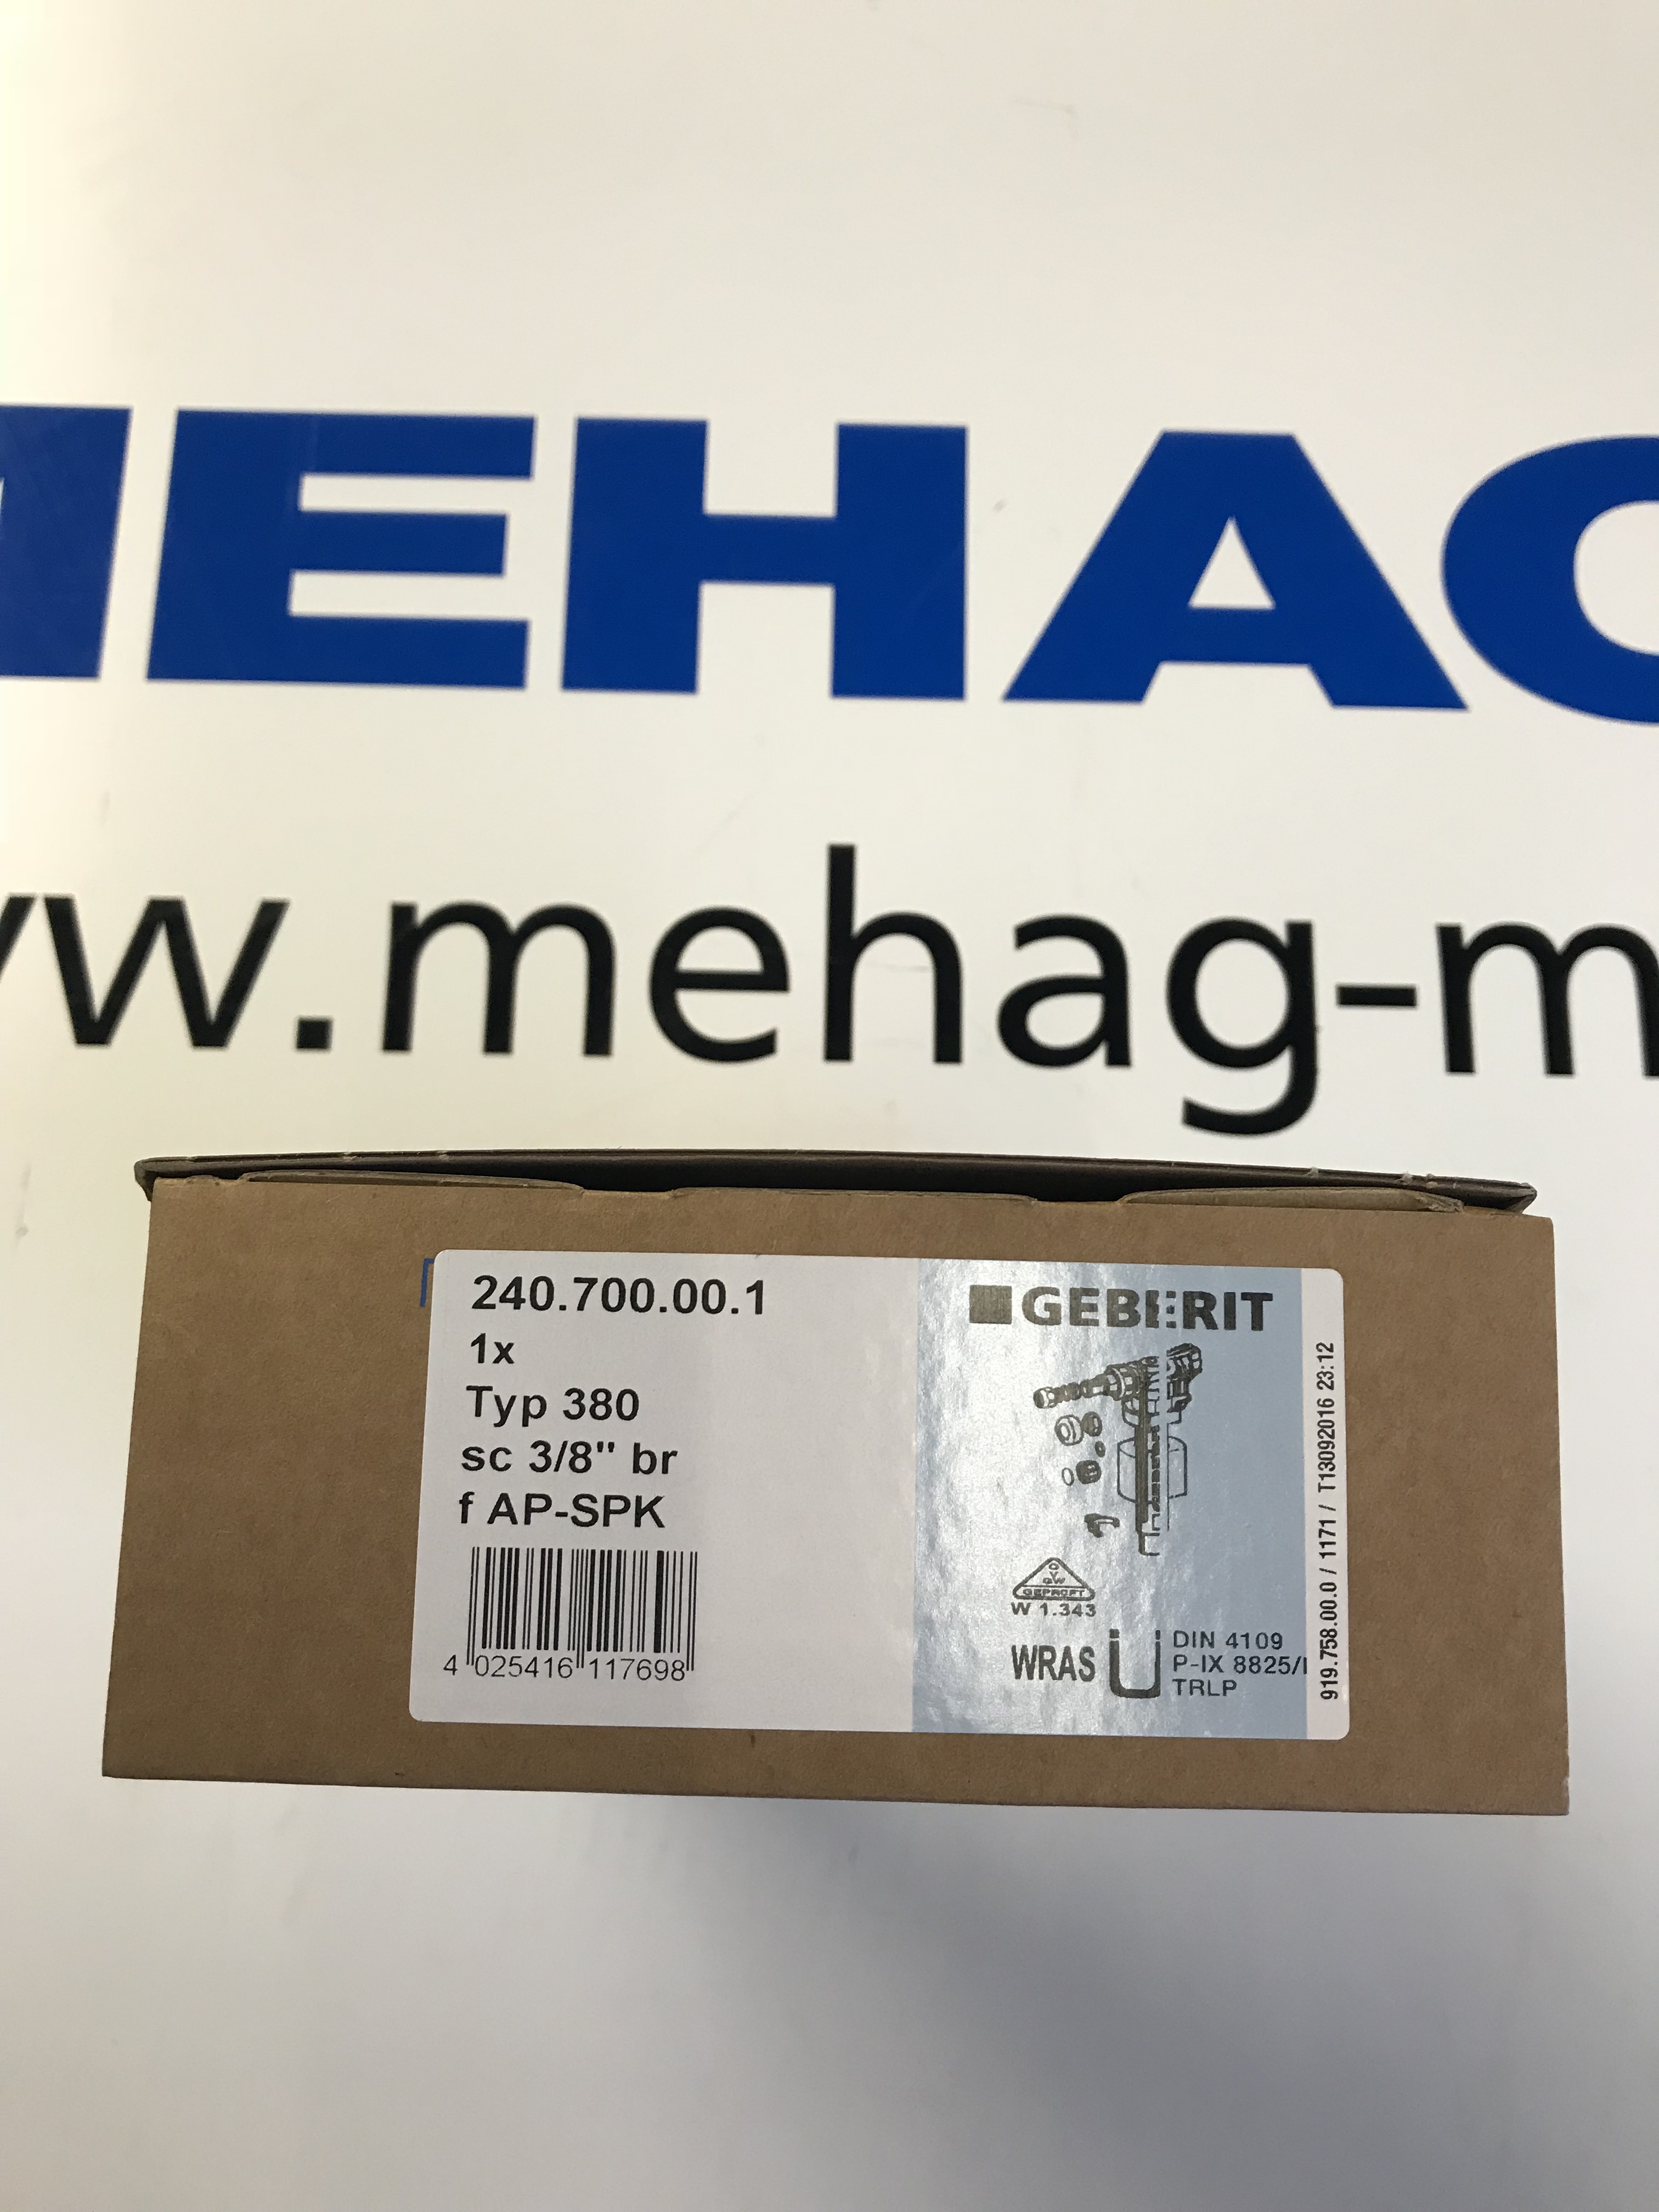 MEHAG
www.mehag-m
240.700.00.1
1x
Typ 380
sc 3/8" br
f AP-SPK
4 025416 117698
GEBERIT
ÖVGW
GEPRÜFT
W 1.343
WRAS
DIN 4109
P-IX 8825/I
TRLP
919.758.00.0 / 1171 / T13092016 23:12